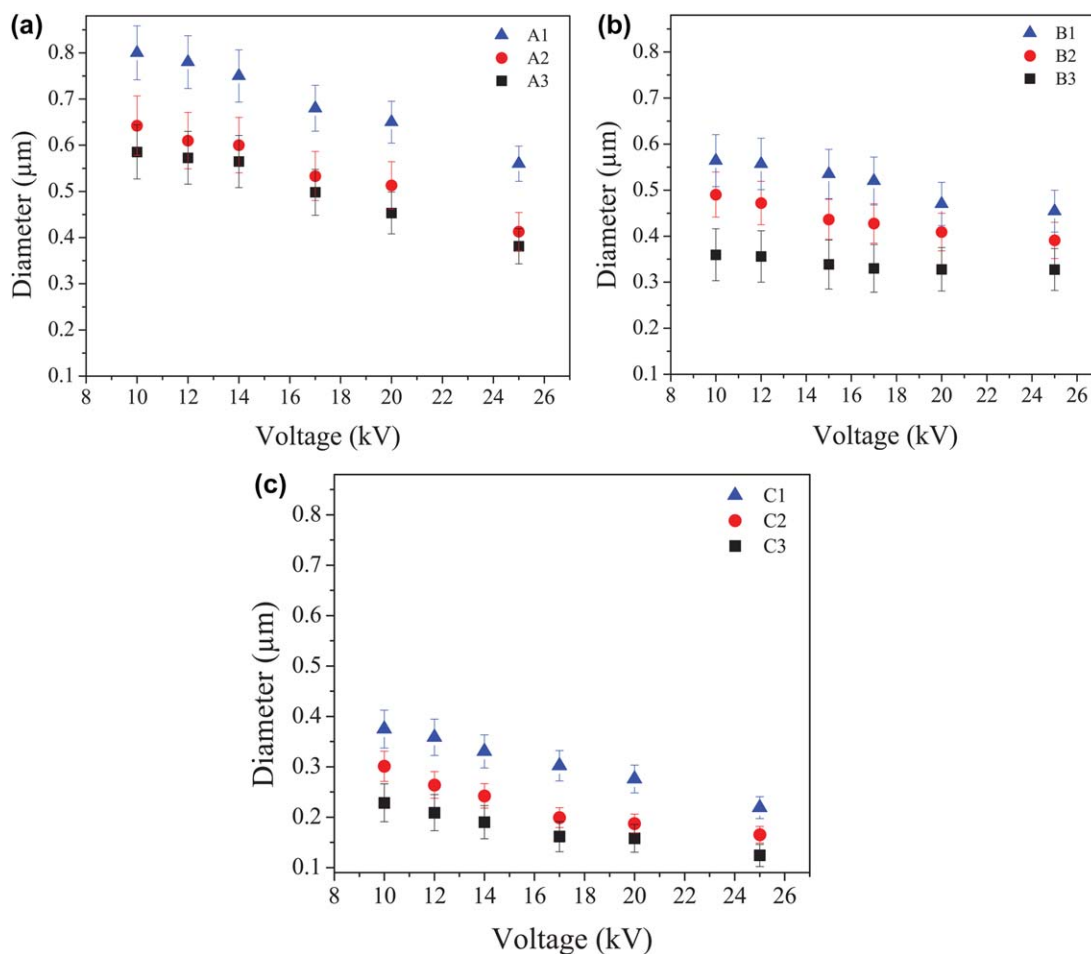 (a)
A1
A2
A3
Diameter (µm)
0.8
0.7
0.6
0.5
0.4
0.3
0.2
0.1
8 10 12 14 16 18 20 22 24 26
Voltage (kV)
(b)
B1
B2
B3
Diameter (µm)
0.8
0.7
0.6
0.5
0.4
0.3
0.2
0.1
8 10 12 14 16 18 20 22 24 26
Voltage (kV)
(c)
C1
C2
C3
Diameter (µm)
0.8
0.7
0.6
0.5
0.4
0.3
0.2
0.1
8 10 12 14 16 18 20 22 24 26
Voltage (kV)